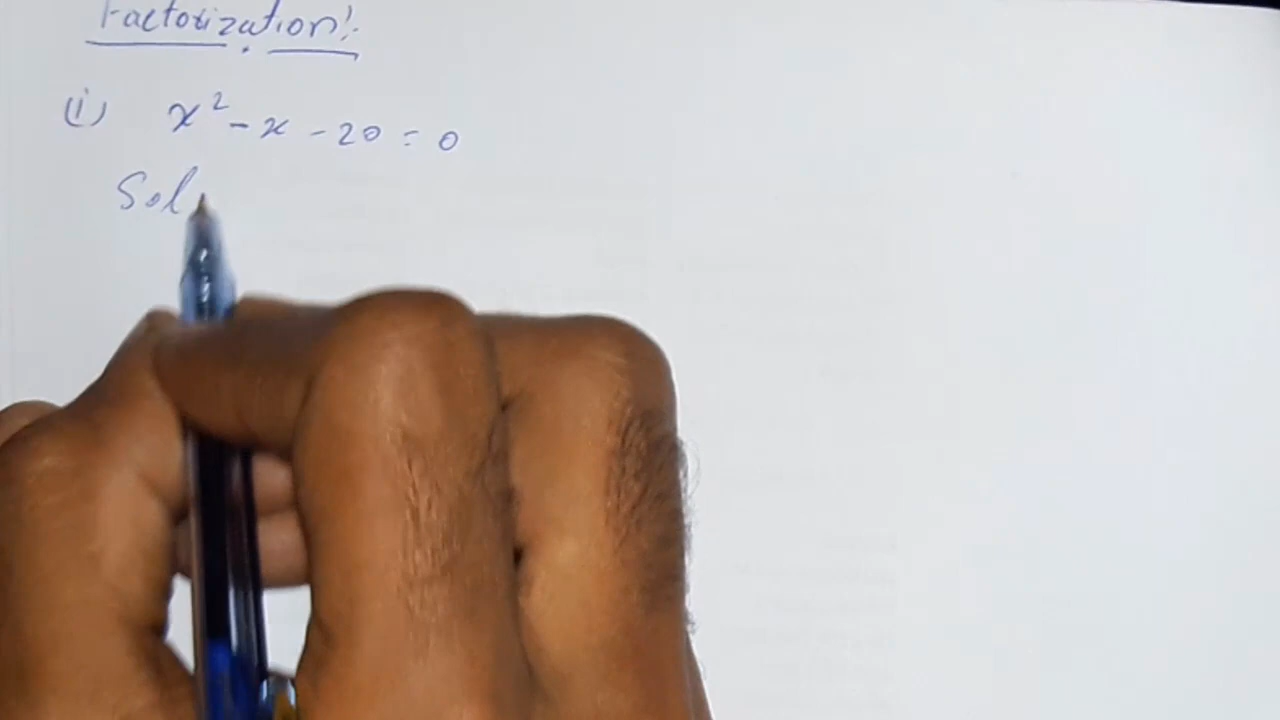 Factorization:-
(i) x² - x - 20 = 0
Sol